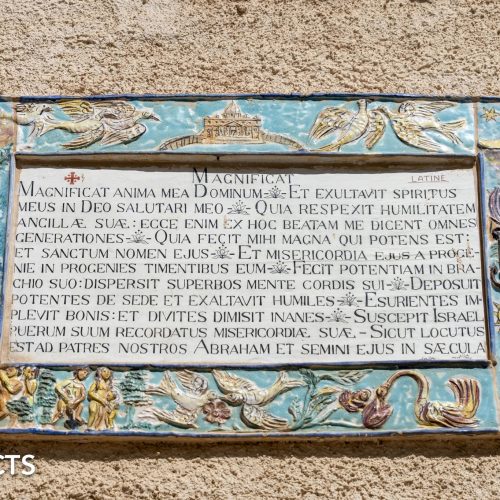 MAGNIFICAT
LATINE
MAGNIFICAT ANIMA MEA DOMINUM - ET EXULTAVIT SPIRITUS
MEUS IN DEO SALUTARI MEO - QUIA RESPEXIT HUMILITATEM
ANCILLÆ SUÆ: ECCE ENIM EX HOC BEATAM ME DICENT OMNES
GENERATIONES - QUIA FECIT MIHI MAGNA QUI POTENS EST:
ET SANCTUM NOMEN EJUS - ET MISERICORDIA EJUS A PROGE
NIE IN PROGENIES TIMENTIBUS EUM - FECIT POTENTIAM IN BRA
CHIO SUO: DISPERSIT SUPERBOS MENTE CORDIS SUI - DEPOSUIT
POTENTES DE SEDE ET EXALTAVIT HUMILES - ESURIENTES IM
PLEVIT BONIS: ET DIVITES DIMISIT INANES - SUSCEPIT ISRAEL
PUERUM SUUM RECORDATUS MISERICORDIÆ SUÆ - SICUT LOCUTUS
EST AD PATRES NOSTROS ABRAHAM ET SEMINI EJUS IN SÆCULA
CTS